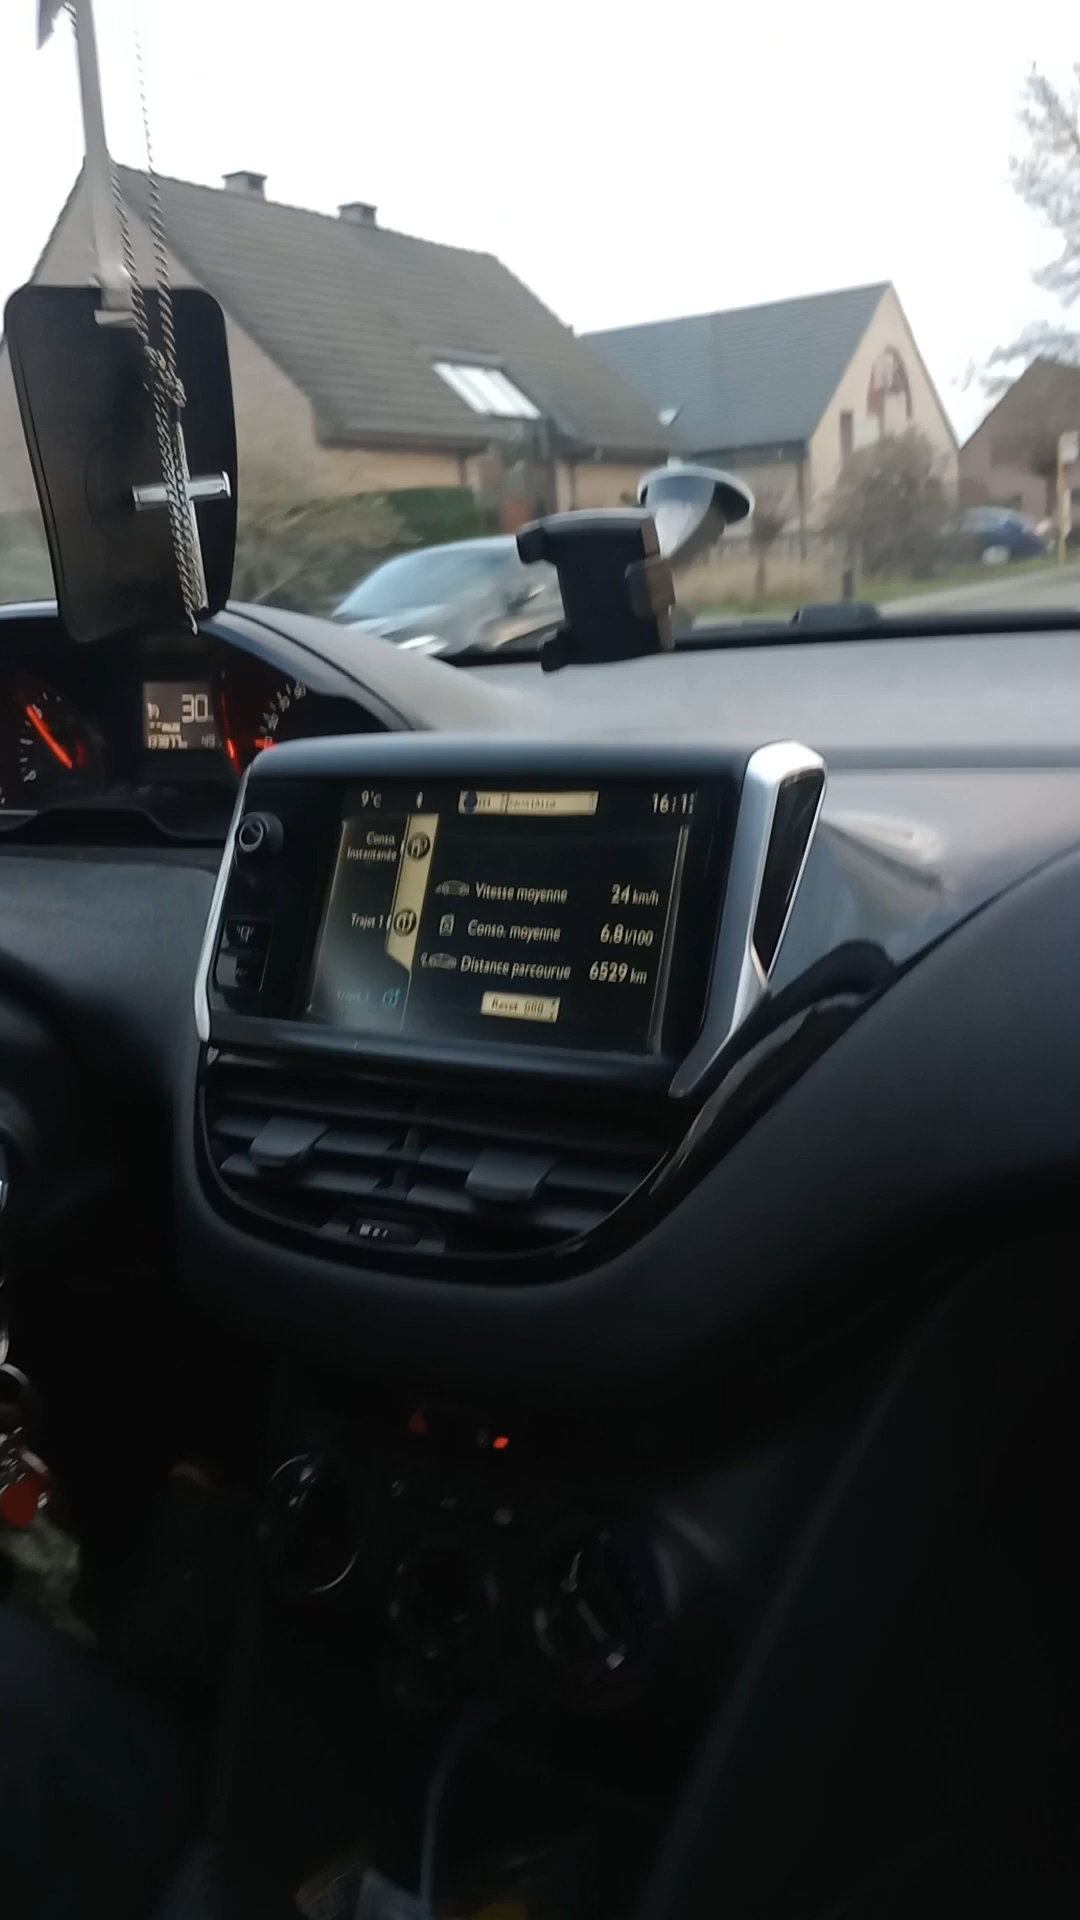 30
9°C
16:1
Conso.
Instantanée
Vitesse moyenne 24 km/h
Trajet 1
Conso. moyenne 6.8 l/100
Distance parcourue 6529 km
Reset